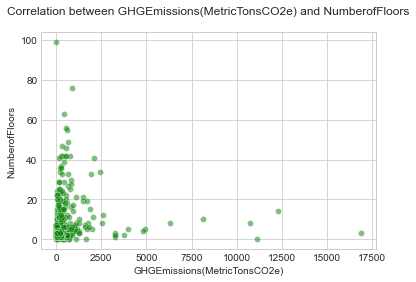 Correlation between GHGEmissions(MetricTonsCO2e) and NumberofFloors
100
80
60
40
20
0
NumberofFloors
0 2500 5000 7500 10000 12500 15000 17500
GHGEmissions(MetricTonsCO2e)